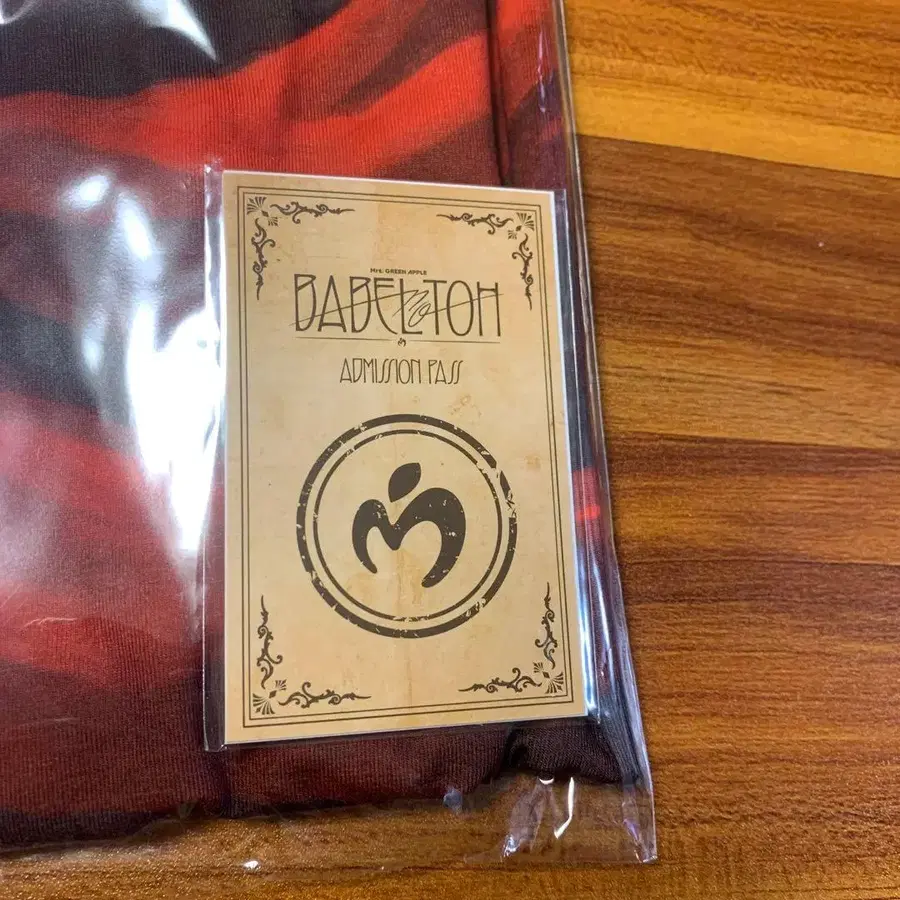 Mrs. GREEN APPLE
BABEL no TOH
ADMISSION PASS